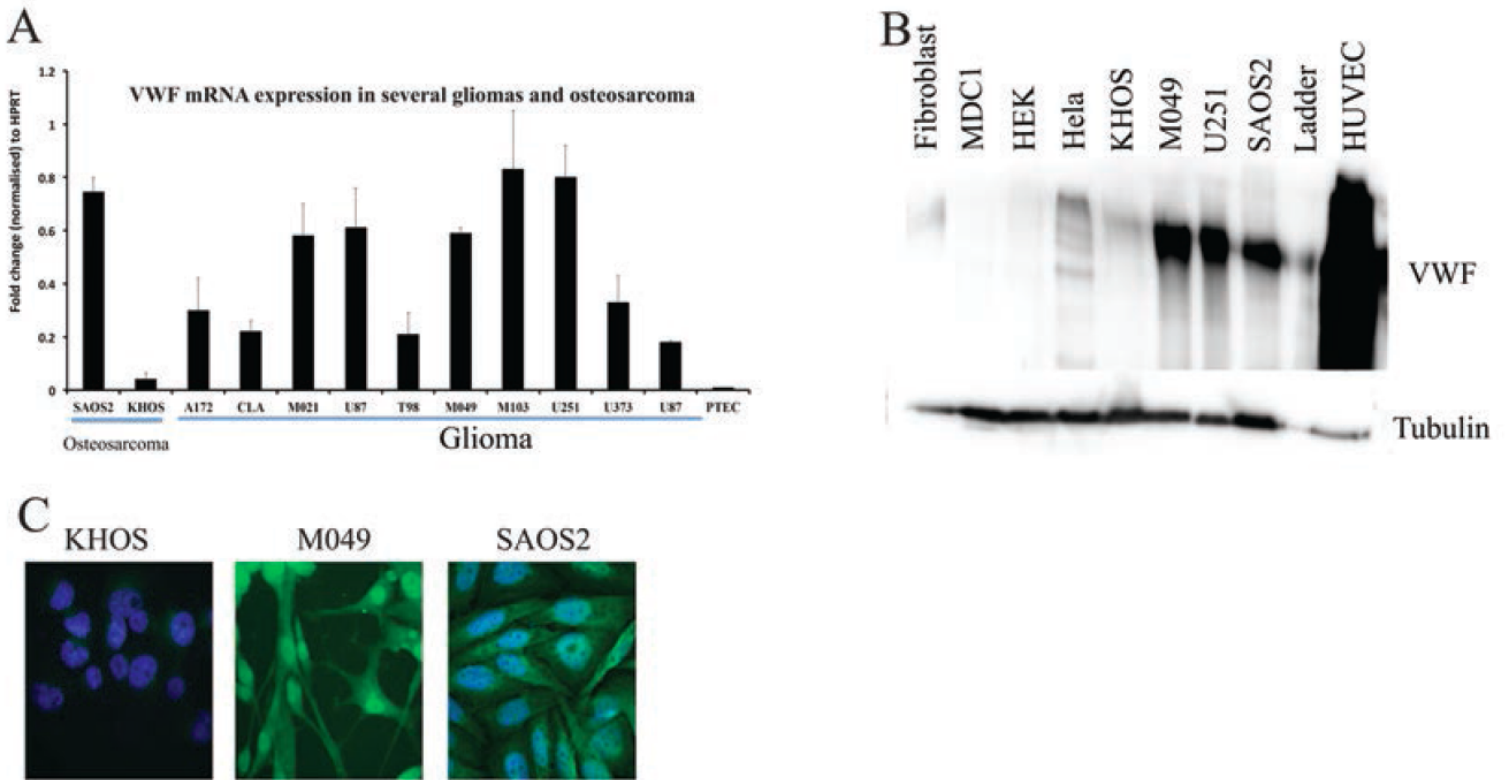 A
VWF mRNA expression in several gliomas and osteosarcoma
Fold change (normalised) to HPRT
1.2
1
0.8
0.6
0.4
0.2
0
SAOS2 KHOS A172 CLA M021 U87 T98 M049 M103 U251 U373 U87 PTEC
Osteosarcoma Glioma
B
Fibroblast
MDC1
HEK
Hela
KHOS
M049
U251
SAOS2
Ladder
HUVEC
VWF
Tubulin
C
KHOS M049 SAOS2